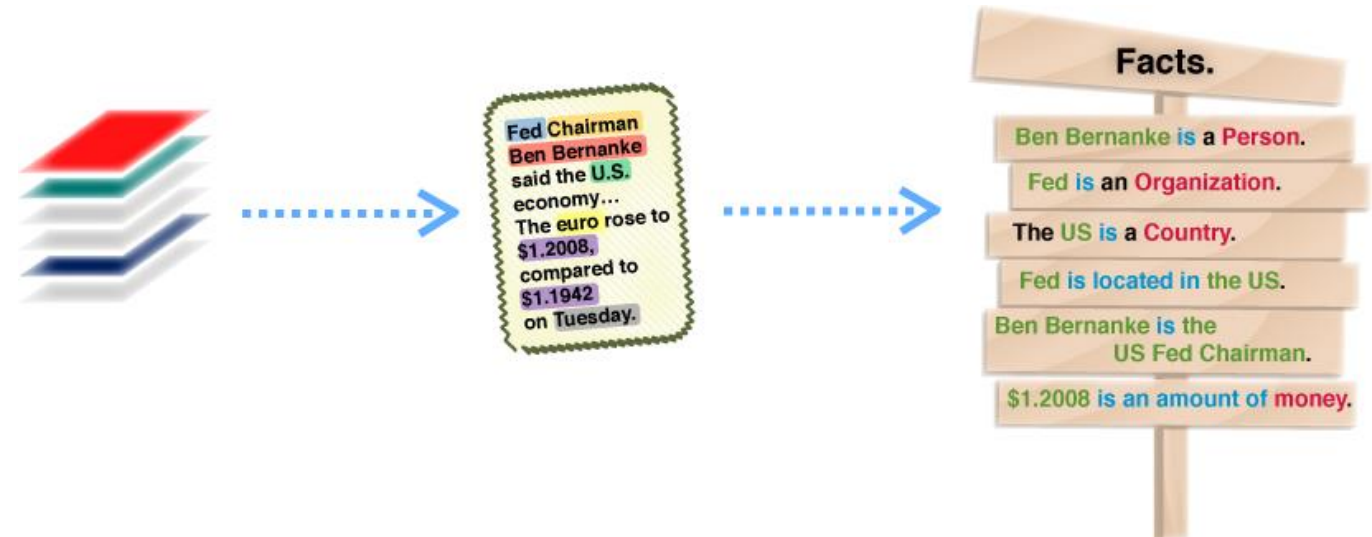 Fed Chairman
Ben Bernanke
said the U.S.
economy...
The euro rose to
$1.2008,
compared to
$1.1942
on Tuesday.
Facts.
Ben Bernanke is a Person.
Fed is an Organization.
The US is a Country.
Fed is located in the US.
Ben Bernanke is the
US Fed Chairman.
$1.2008 is an amount of money.